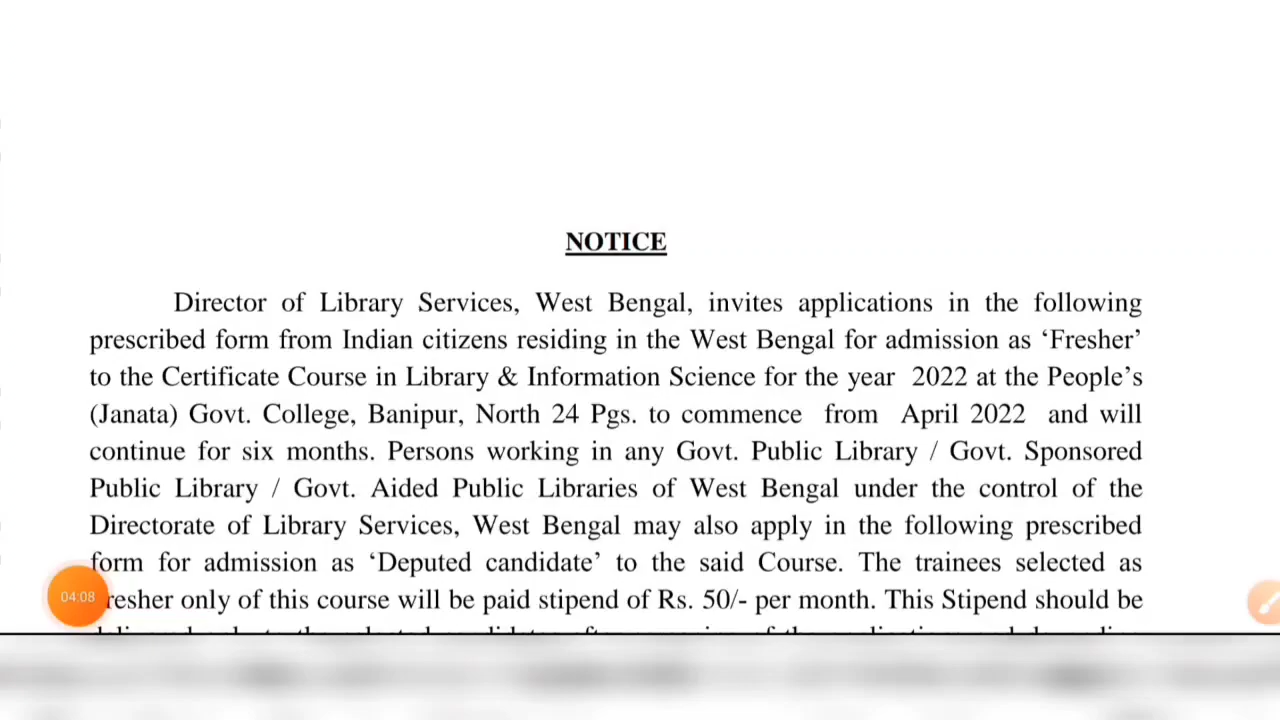 NOTICE
Director of Library Services, West Bengal, invites applications in the following
prescribed form from Indian citizens residing in the West Bengal for admission as ‘Fresher’
to the Certificate Course in Library & Information Science for the year 2022 at the People’s
(Janata) Govt. College, Banipur, North 24 Pgs. to commence from April 2022 and will
continue for six months. Persons working in any Govt. Public Library / Govt. Sponsored
Public Library / Govt. Aided Public Libraries of West Bengal under the control of the
Directorate of Library Services, West Bengal may also apply in the following prescribed
form for admission as ‘Deputed candidate’ to the said Course. The trainees selected as
04:08 resher only of this course will be paid stipend of Rs. 50/- per month. This Stipend should be